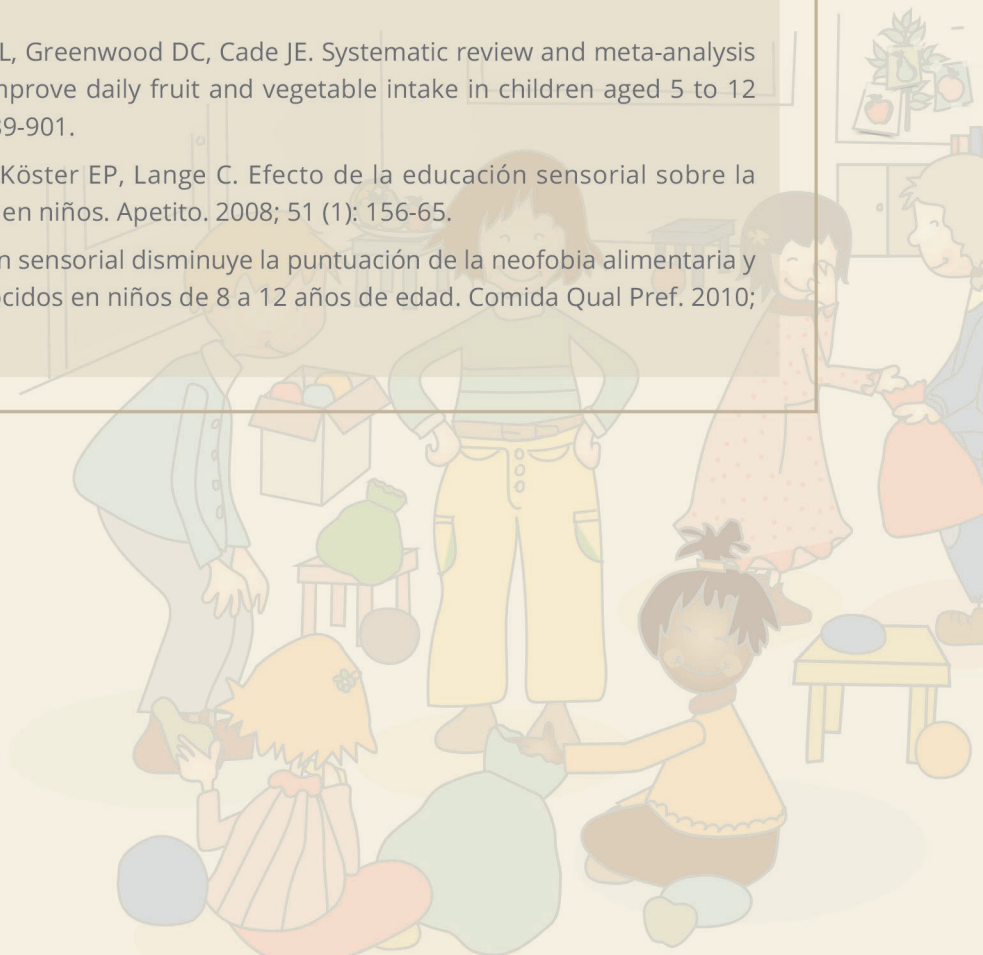 L, Greenwood DC, Cade JE. Systematic review and meta-analysis
mprove daily fruit and vegetable intake in children aged 5 to 12
39-901.
Köster EP, Lange C. Efecto de la educación sensorial sobre la
en niños. Apetito. 2008; 51 (1): 156-65.
n sensorial disminuye la puntuación de la neofobia alimentaria y
ocidos en niños de 8 a 12 años de edad. Comida Qual Pref. 2010;